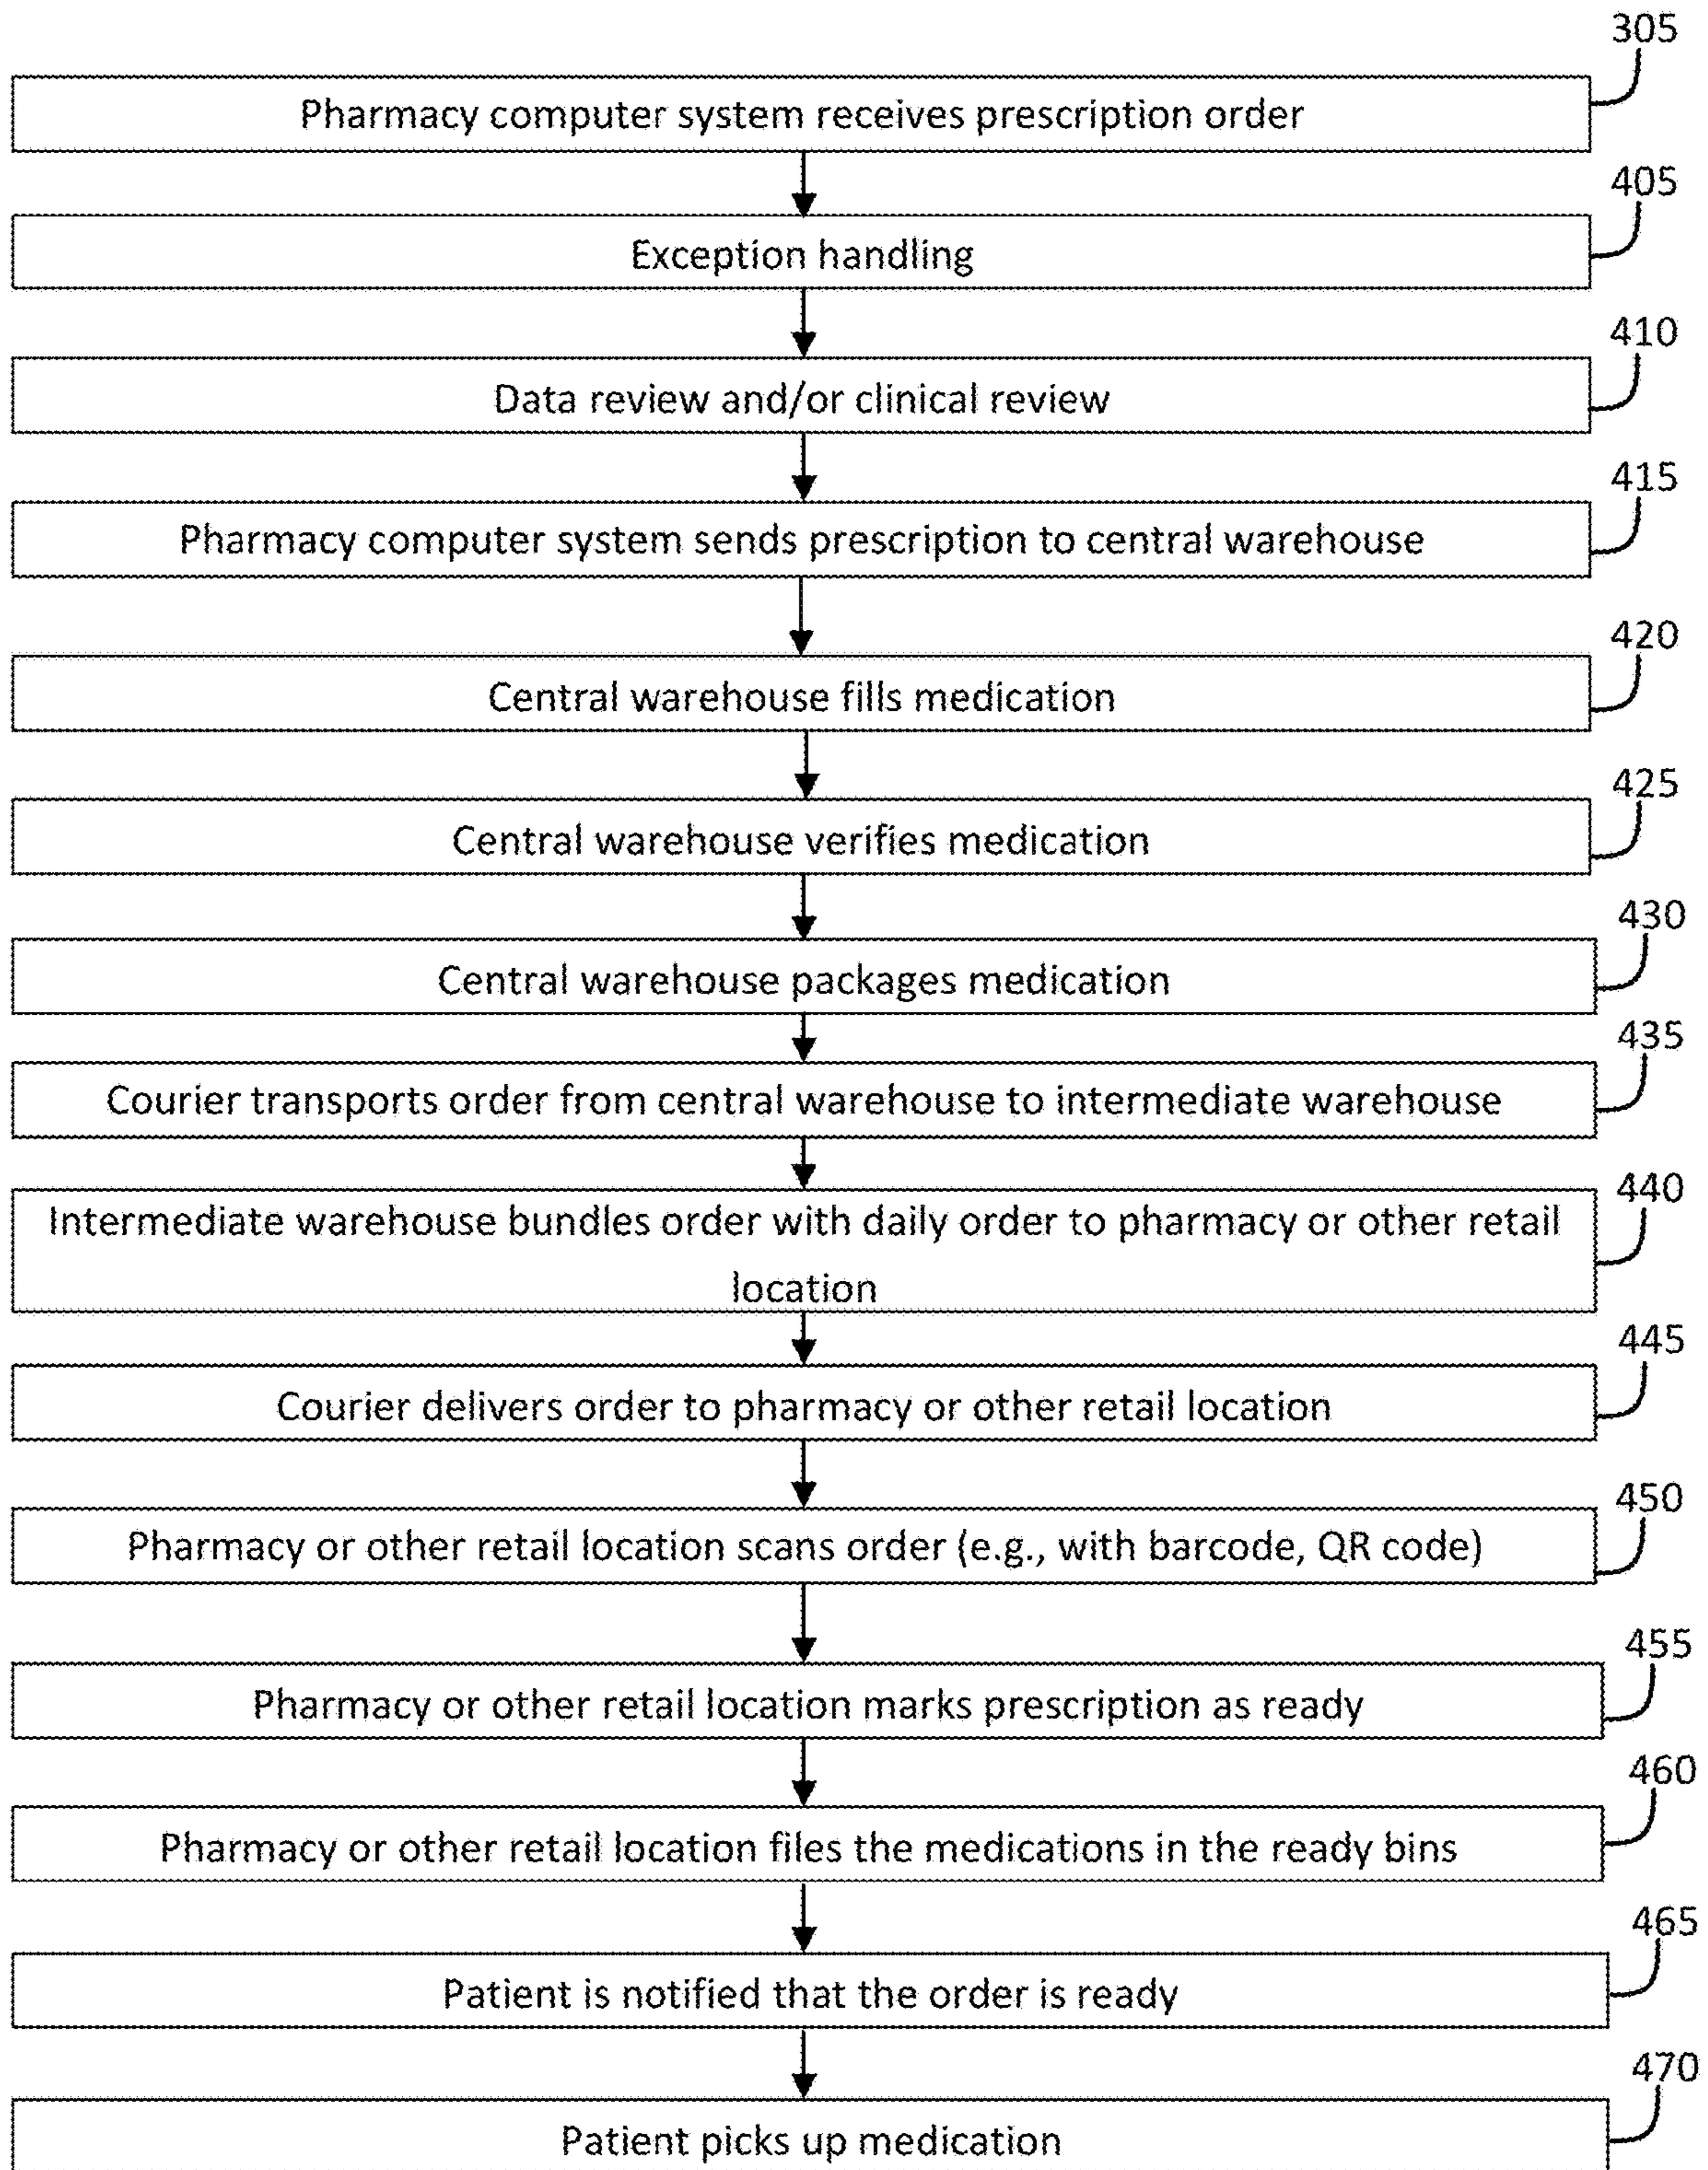 305
Pharmacy computer system receives prescription order
405
Exception handling
410
Data review and/or clinical review
415
Pharmacy computer system sends prescription to central warehouse
420
Central warehouse fills medication
425
Central warehouse verifies medication
430
Central warehouse packages medication
435
Courier transports order from central warehouse to intermediate warehouse
440
Intermediate warehouse bundles order with daily order to pharmacy or other retail
location
445
Courier delivers order to pharmacy or other retail location
450
Pharmacy or other retail location scans order (e.g., with barcode, QR code)
455
Pharmacy or other retail location marks prescription as ready
460
Pharmacy or other retail location files the medications in the ready bins
465
Patient is notified that the order is ready
470
Patient picks up medication